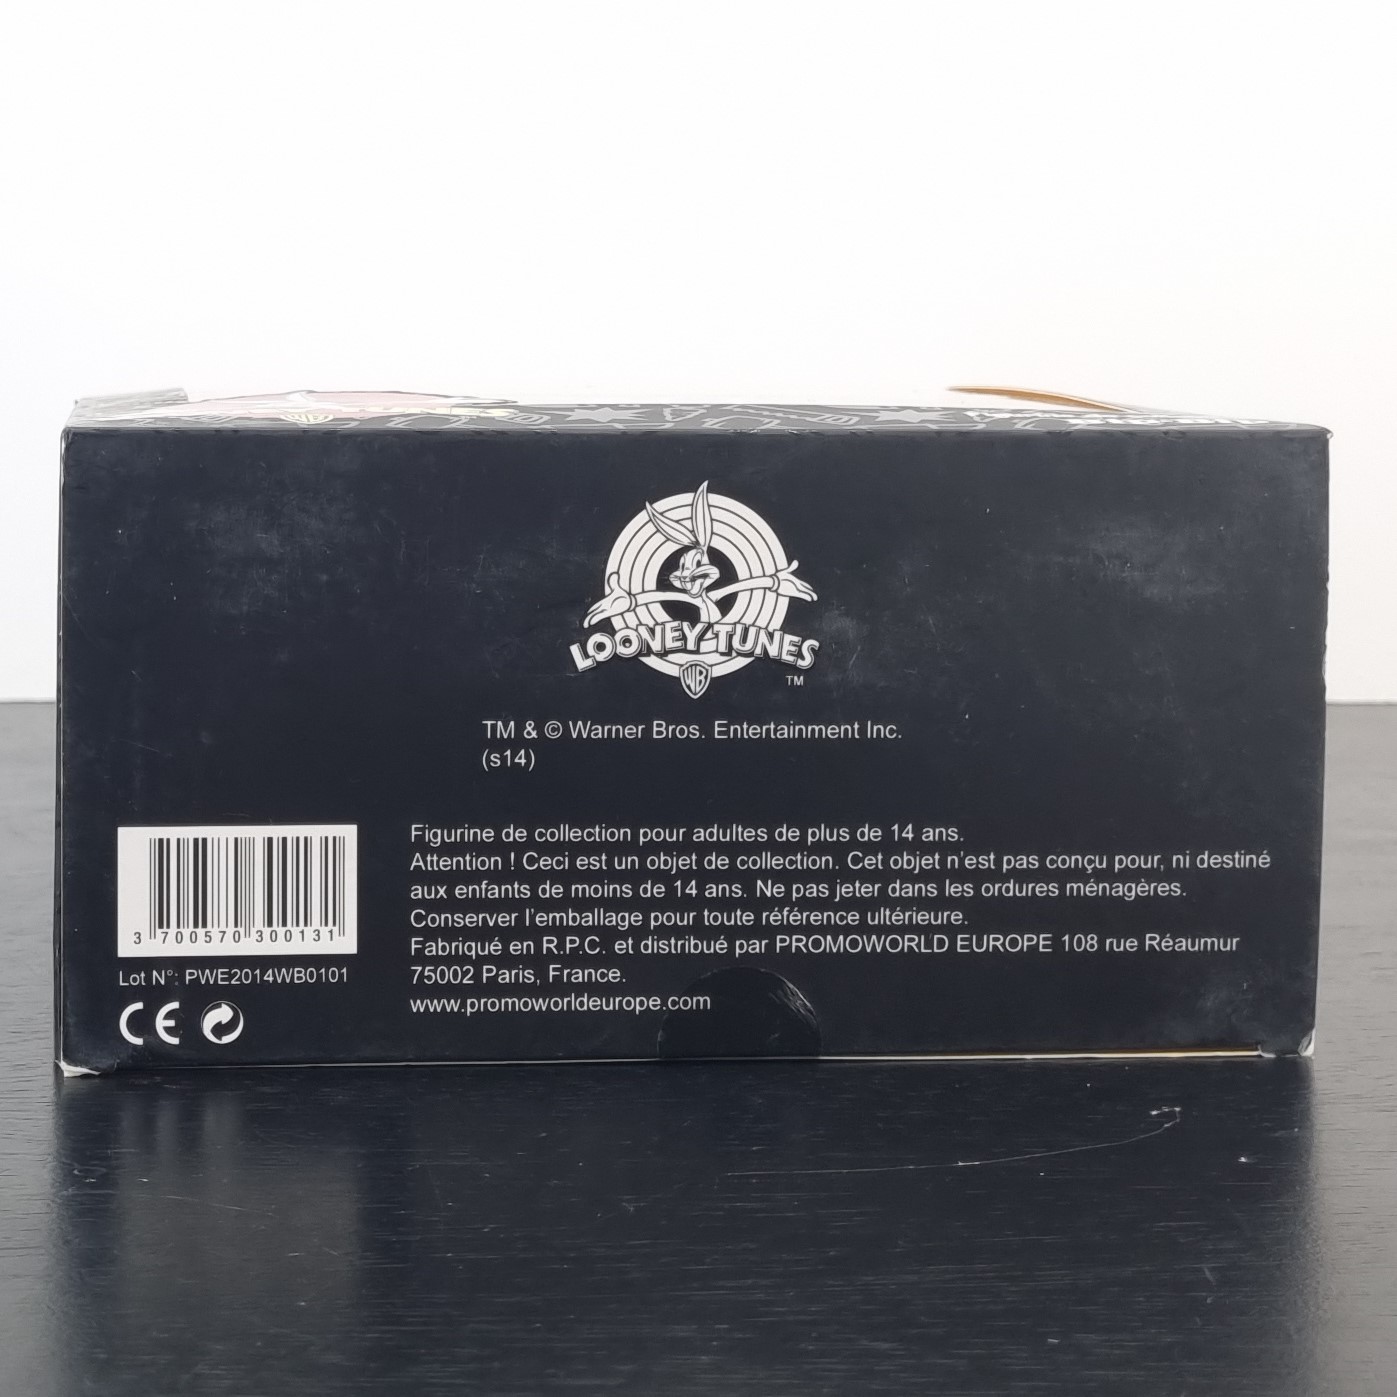 LOONEY TUNES
WB
TM
TM & © Warner Bros. Entertainment Inc.
(s14)
3 700570 300131
Lot N°: PWE2014WB0101
CE
Figurine de collection pour adultes de plus de 14 ans.
Attention ! Ceci est un objet de collection. Cet objet n'est pas conçu pour, ni destiné
aux enfants de moins de 14 ans. Ne pas jeter dans les ordures ménagères.
Conserver l'emballage pour toute référence ultérieure.
Fabriqué en R.P.C. et distribué par PROMOWORLD EUROPE 108 rue Réaumur
75002 Paris, France.
www.promoworldeurope.com